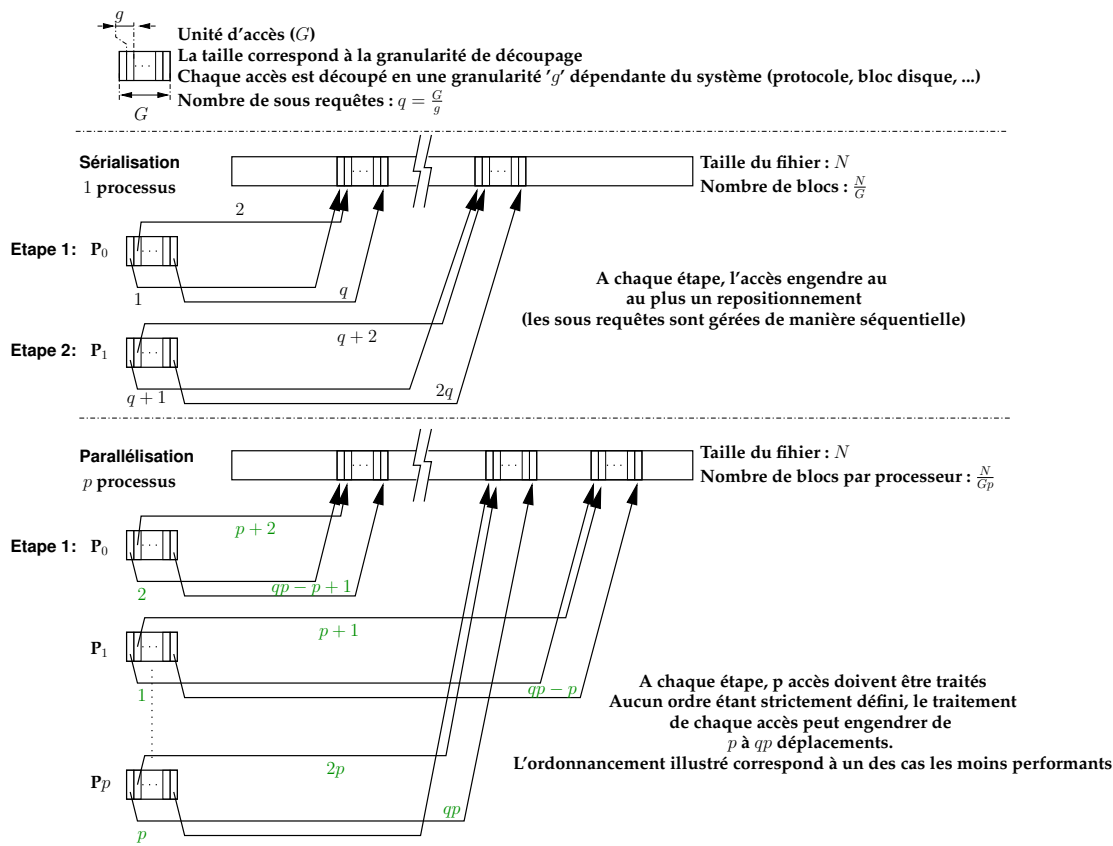 g
Unité d'accès (G)
La taille correspond à la granularité de découpage
Chaque accès est découpé en une granularité 'g' dépendante du système (protocole, bloc disque, ...)
Nombre de sous requêtes : q = G/g
G
Sérialisation
1 processus
Taille du fihier : N
Nombre de blocs : N/G
2
Etape 1: P0
1
q
A chaque étape, l'accès engendre au
au plus un repositionnement
(les sous requêtes sont gérées de manière séquentielle)
q + 2
Etape 2: P1
q + 1
2q
Parallélisation
p processus
Taille du fihier : N
Nombre de blocs par processeur : N/Gp
p + 2
Etape 1: P0
2
qp − p + 1
p + 1
P1
1
qp − p
A chaque étape, p accès doivent être traités
Aucun ordre étant strictement défini, le traitement
de chaque accès peut engendrer de
p à qp déplacements.
L'ordonnancement illustré correspond à un des cas les moins performants
2p
Pp
qp
p